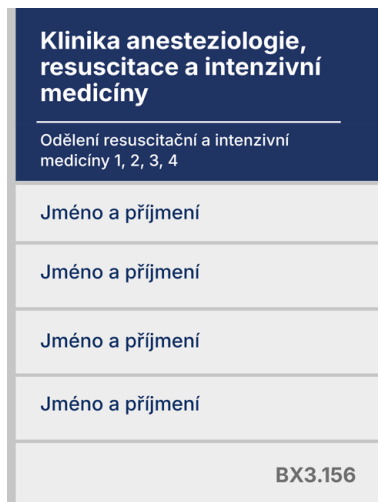 Klinika anesteziologie,
resuscitace a intenzivní
medicíny
Odělení resuscitační a intenzivní
medicíny 1, 2, 3, 4
Jméno a příjmení
Jméno a příjmení
Jméno a příjmení
Jméno a příjmení
BX3.156